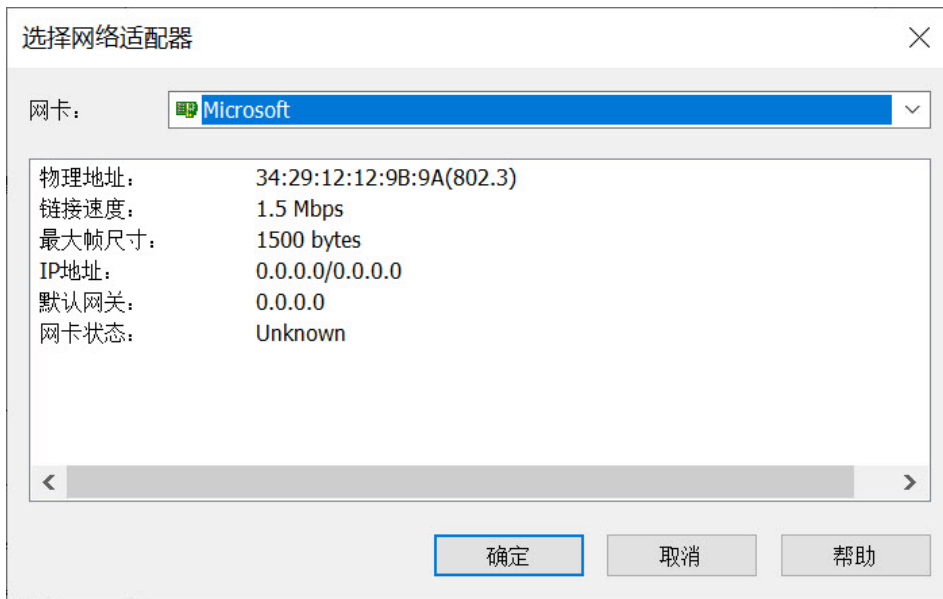 选择网络适配器
网卡： Microsoft
物理地址： 34:29:12:12:9B:9A(802.3)
链接速度： 1.5 Mbps
最大帧尺寸： 1500 bytes
IP地址： 0.0.0.0/0.0.0.0
默认网关： 0.0.0.0
网卡状态： Unknown
确定 取消 帮助